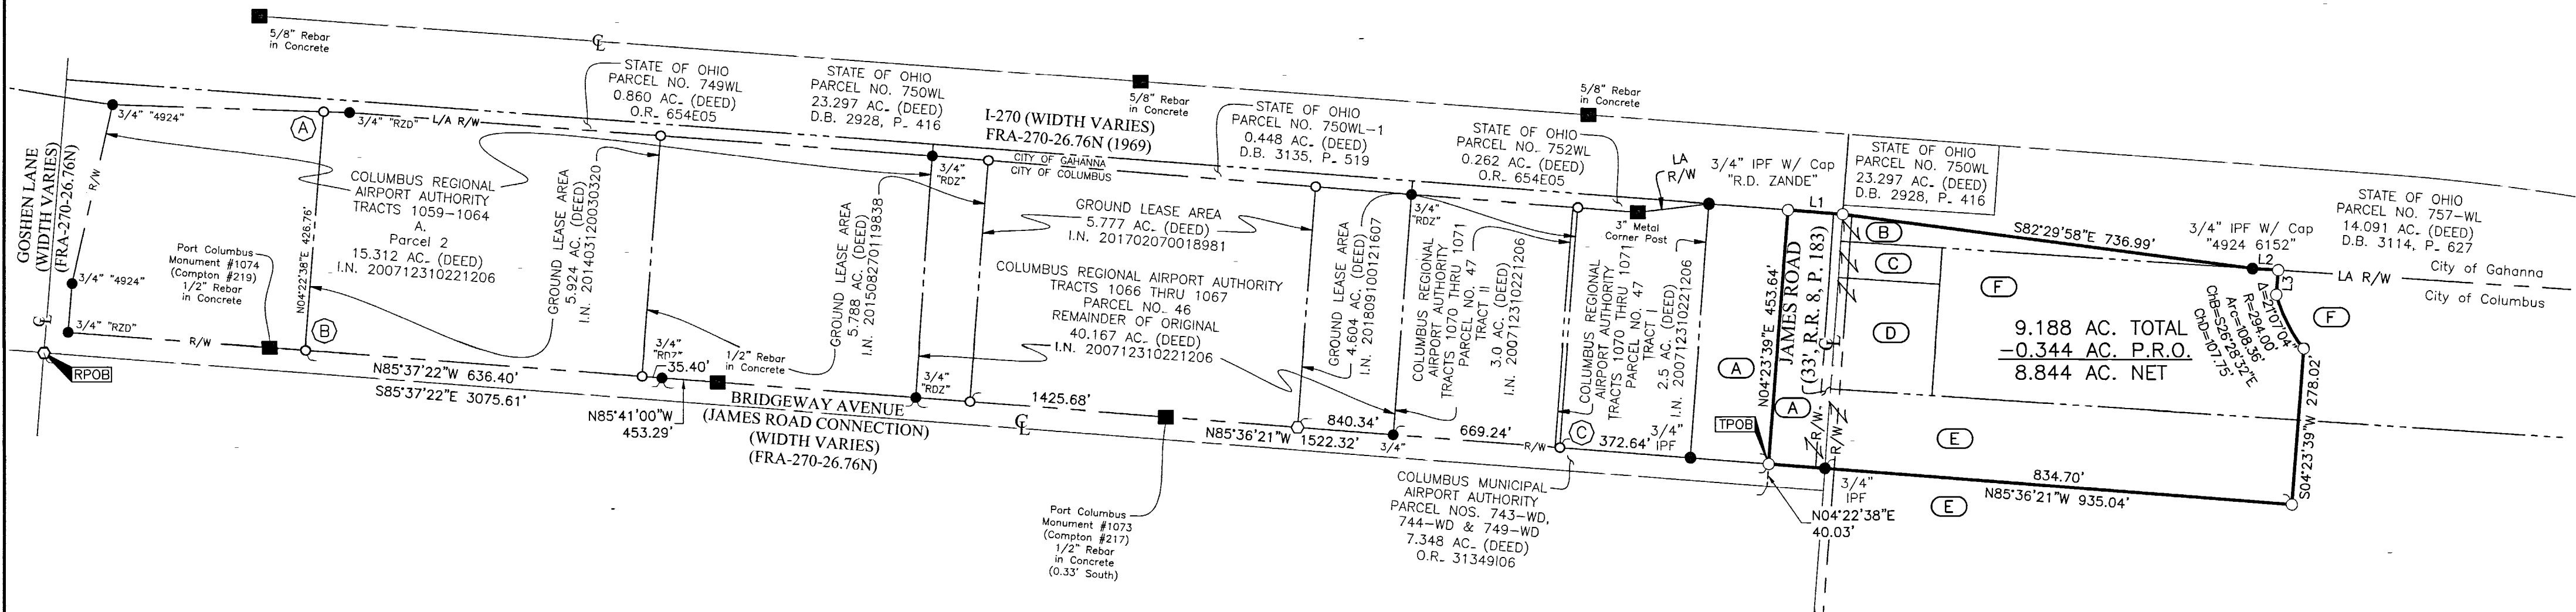 5/8" Rebar
in Concrete
℄
STATE OF OHIO
PARCEL NO. 749WL
0.860 AC. (DEED)
O.R. 654E05
STATE OF OHIO
PARCEL NO. 750WL
23.297 AC. (DEED)
D.B. 2928, P. 416
I-270 (WIDTH VARIES)
FRA-270-26.76N (1969)
5/8" Rebar
in Concrete
STATE OF OHIO
PARCEL NO. 750WL-1
0.448 AC. (DEED)
D.B. 3135, P. 519
STATE OF OHIO
PARCEL NO. 752WL
0.262 AC. (DEED)
O.R. 654E05
5/8" Rebar
in Concrete
LA
R/W
3/4" IPF W/ Cap
"R.D. ZANDE"
STATE OF OHIO
PARCEL NO. 750WL
23.297 AC. (DEED)
D.B. 2928, P. 416
STATE OF OHIO
PARCEL NO. 757-WL
14.091 AC. (DEED)
D.B. 3114, P. 627
3/4" IPF W/ Cap
"4924 6152"
GOSHEN LANE
(WIDTH VARIES)
(FRA-270-26.76N)
3/4" "4924"
R/W
A
3/4" "RZD"
L/A R/W
COLUMBUS REGIONAL
AIRPORT AUTHORITY
TRACTS 1059-1064
A.
Parcel 2
15.312 AC. (DEED)
I.N. 200712310221206
Port Columbus
Monument #1074
(Compton #219)
1/2" Rebar
in Concrete
N04°22'38"E 426.76'
3/4" "4924"
3/4" "RZD"
R/W
B
℄
RPOB
GROUND LEASE AREA
5.924 AC. (DEED)
I.N. 201403120030320
3/4"
"RDZ"
CITY OF GAHANNA
CITY OF COLUMBUS
GROUND LEASE AREA
5.788 AC. (DEED)
I.N. 201508270119838
GROUND LEASE AREA
5.777 AC. (DEED)
I.N. 201702070018981
COLUMBUS REGIONAL AIRPORT AUTHORITY
TRACTS 1066 THRU 1067
PARCEL NO. 46
REMAINDER OF ORIGINAL
40.167 AC. (DEED)
I.N. 200712310221206
GROUND LEASE AREA
4.604 AC. (DEED)
I.N. 201809100121607
3/4"
"RDZ"
COLUMBUS REGIONAL
AIRPORT AUTHORITY
TRACTS 1070 THRU 1071
PARCEL NO. 47
TRACT II
3.0 AC. (DEED)
I.N. 200712310221206
3" Metal
Corner Post
COLUMBUS REGIONAL
AIRPORT AUTHORITY
TRACTS 1070 THRU 1071
PARCEL NO. 47
TRACT I
2.5 AC. (DEED)
I.N. 200712310221206
L1
A
N04°23'39"E 453.64'
JAMES ROAD
(33', R.R. 8, P. 183)
A
R/W
℄
R/W
B
C
D
E
F
S82°29'58"E 736.99'
L2
L3
LA R/W
City of Gahanna
City of Columbus
Δ=21°07'04"
R=294.00'
Arc=108.36'
ChB=S26°28'32"E
ChD=107.75'
F
9.188 AC. TOTAL
-0.344 AC. P.R.O.
8.844 AC. NET
S04°23'39"W 278.02'
N85°37'22"W 636.40'
S85°37'22"E 3075.61'
3/4"
"RDZ"
35.40'
1/2" Rebar
in Concrete
N85°41'00"W
453.29'
3/4"
"RDZ"
BRIDGEWAY AVENUE
(JAMES ROAD CONNECTION)
(WIDTH VARIES)
(FRA-270-26.76N)
1425.68'
℄
Port Columbus
Monument #1073
(Compton #217)
1/2" Rebar
in Concrete
(0.33' South)
840.34'
N85°36'21"W 1522.32'
3/4"
669.24'
R/W
C
372.64'
3/4"
IPF
COLUMBUS MUNICIPAL
AIRPORT AUTHORITY
PARCEL NOS. 743-WD,
744-WD & 749-WD
7.348 AC. (DEED)
O.R. 31349I06
TPOB
3/4"
IPF
N04°22'38"E
40.03'
834.70'
N85°36'21"W 935.04'
E